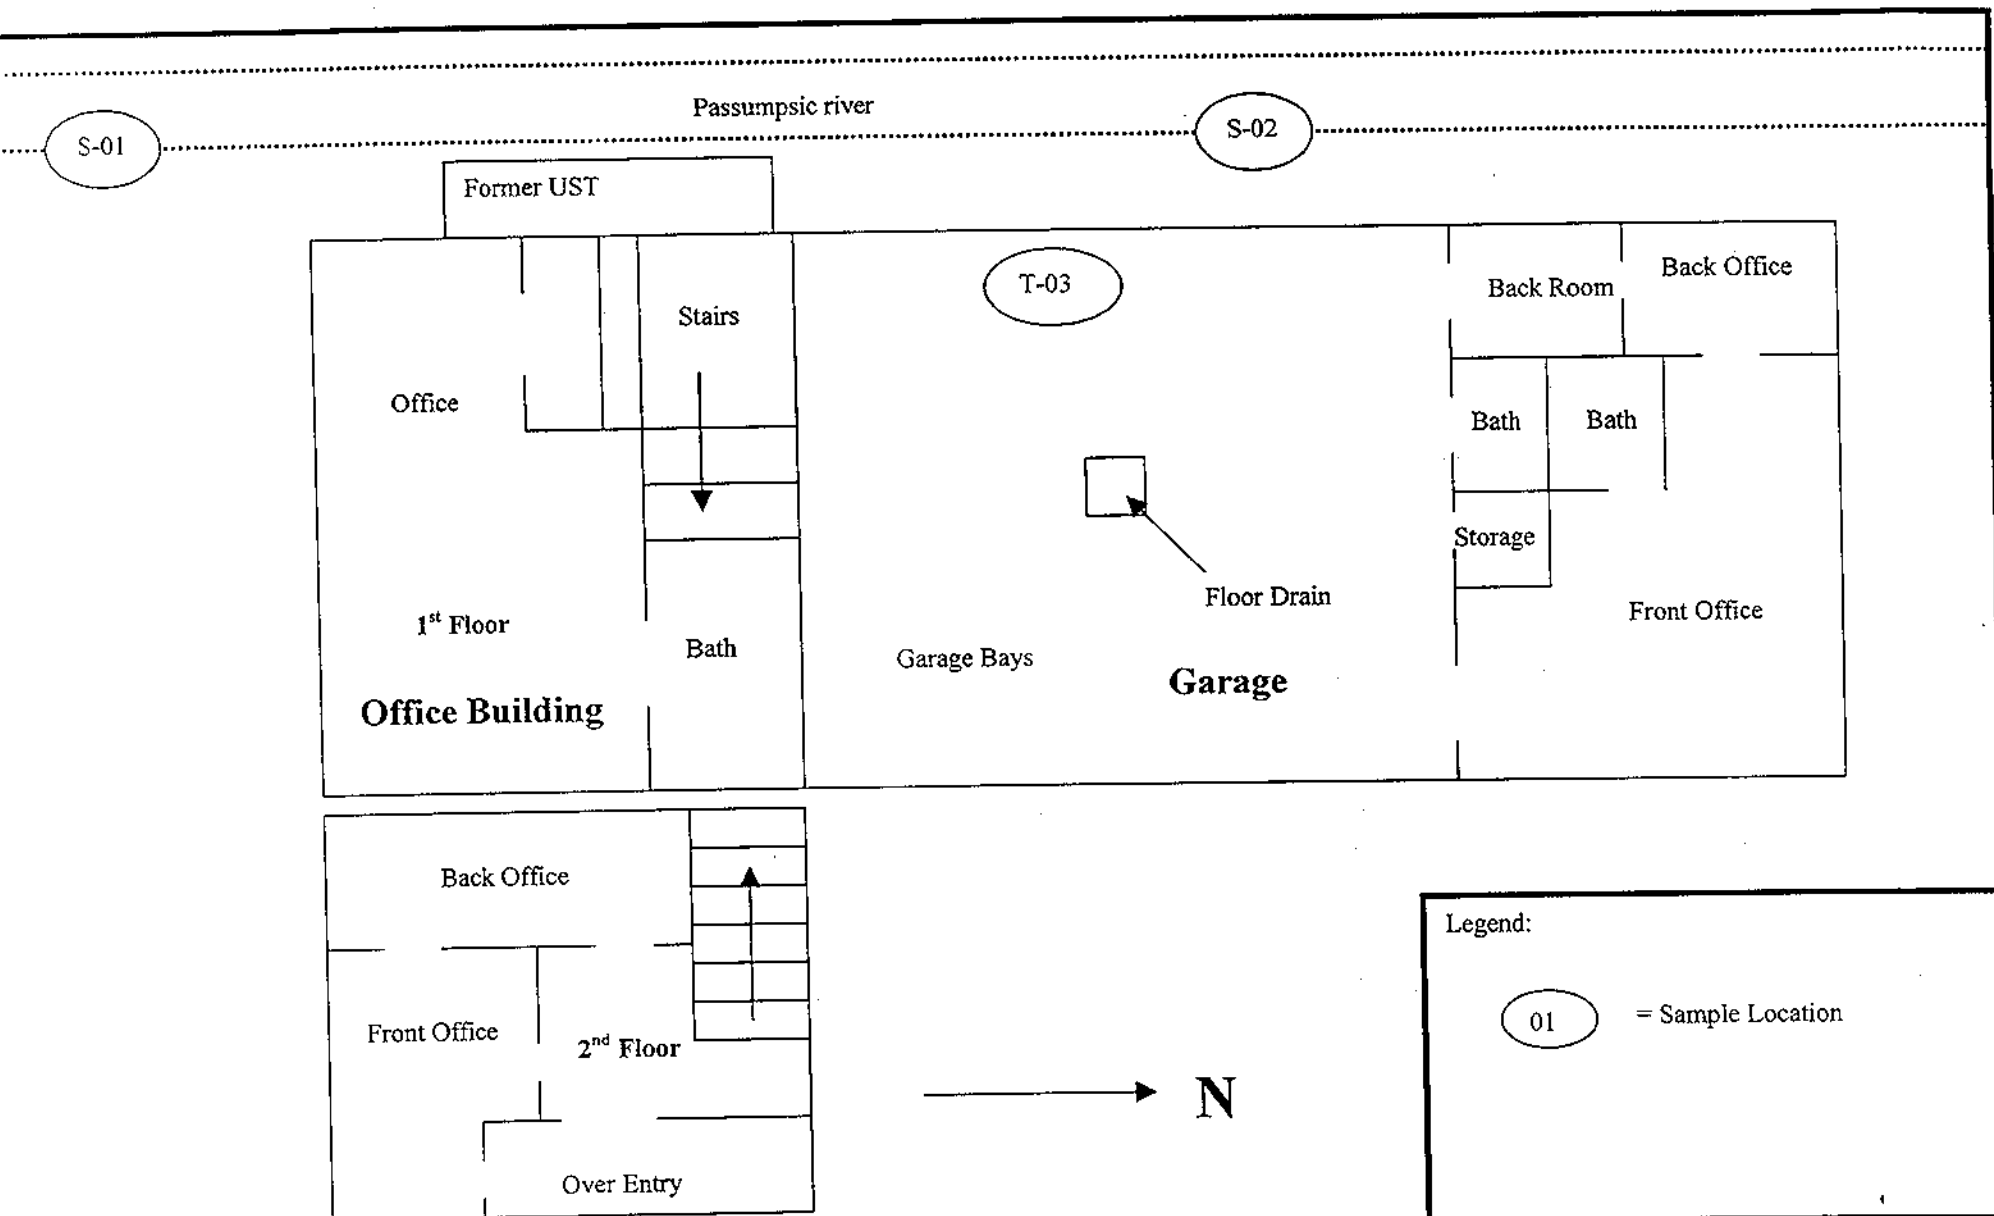 Passumpsic river
S-01
S-02
Former UST
T-03
Back Room
Back Office
Stairs
Office
Bath
Bath
Storage
Floor Drain
Front Office
1st Floor
Bath
Garage Bays
Garage
Office Building
Back Office
Legend:
Front Office
2nd Floor
01
= Sample Location
N
Over Entry